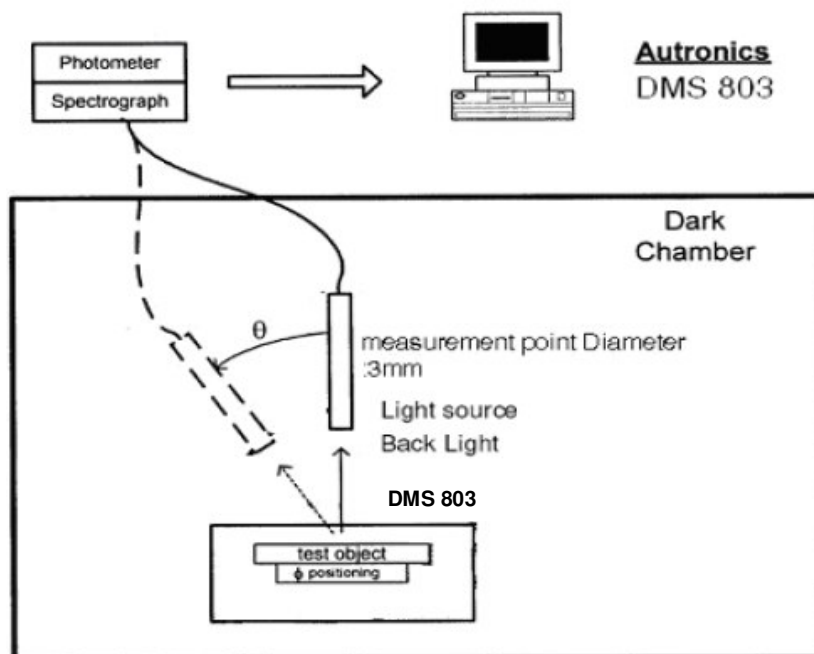 Photometer
Spectrograph
Autronics
DMS 803
Dark
Chamber
θ
measurement point Diameter
:3mm
Light source
Back Light
DMS 803
test object
ϕ positioning